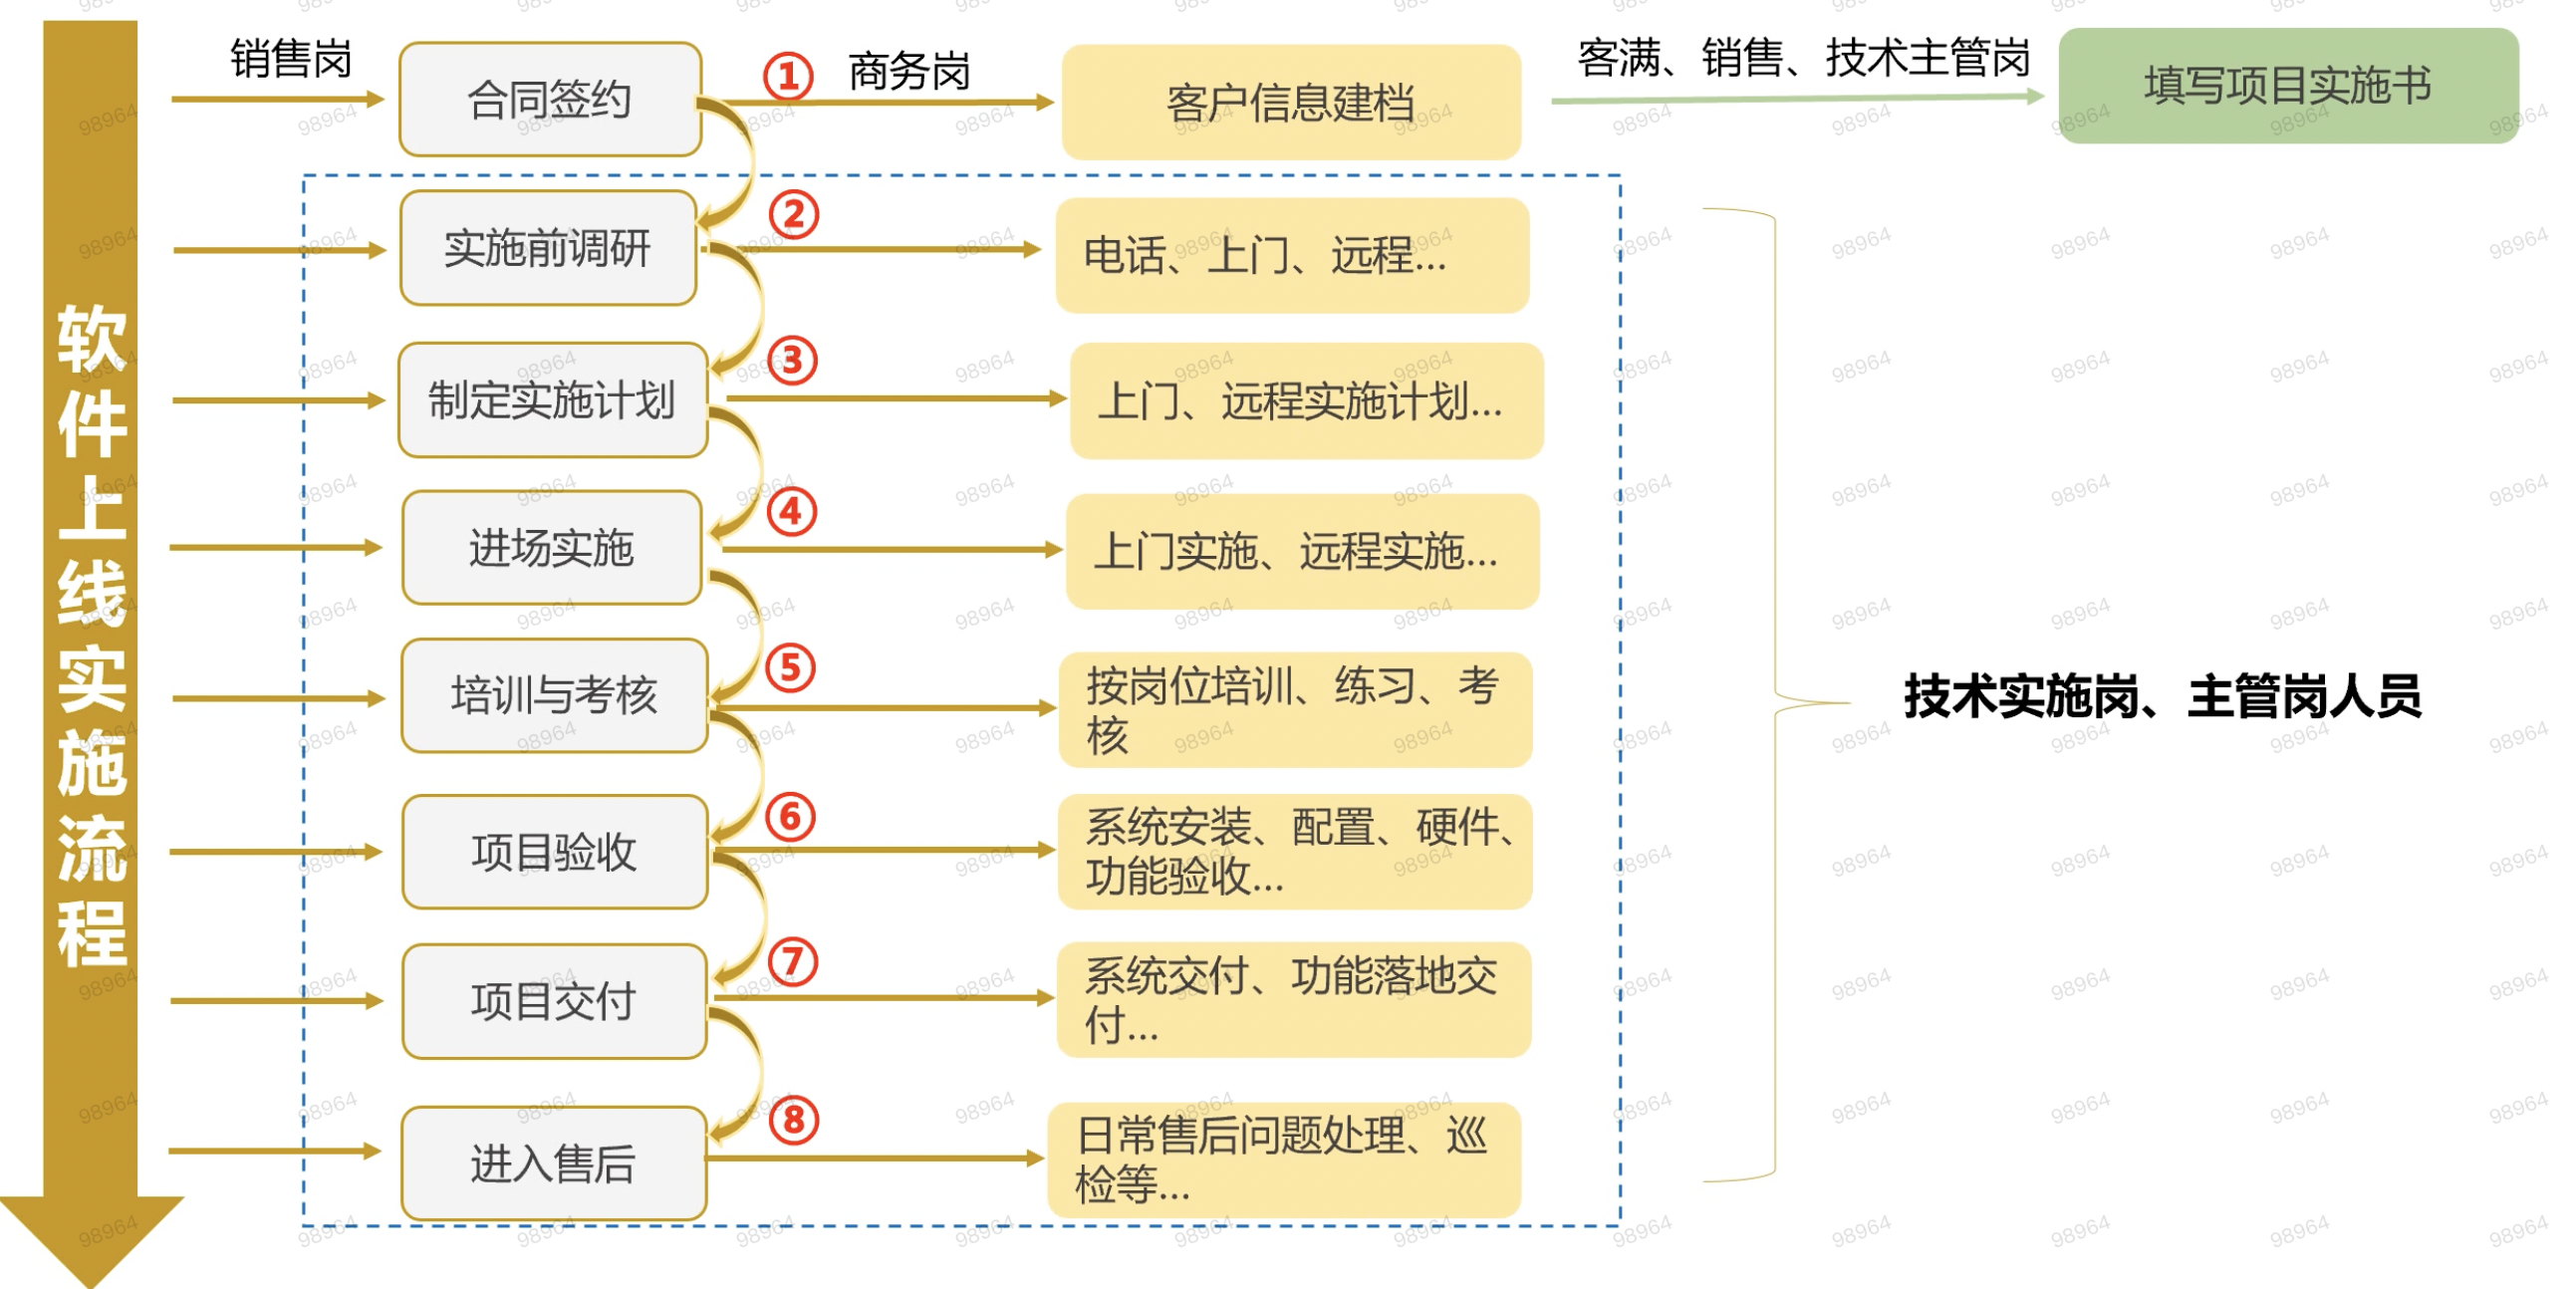 软件上线实施流程
销售岗
合同签约
①
商务岗
客户信息建档
客满、销售、技术主管岗
填写项目实施书
实施前调研
②
电话、上门、远程...
制定实施计划
③
上门、远程实施计划...
进场实施
④
上门实施、远程实施...
培训与考核
⑤
按岗位培训、练习、考
核
技术实施岗、主管岗人员
项目验收
⑥
系统安装、配置、硬件、
功能验收...
项目交付
⑦
系统交付、功能落地交
付...
进入售后
⑧
日常售后问题处理、巡
检等...
98964